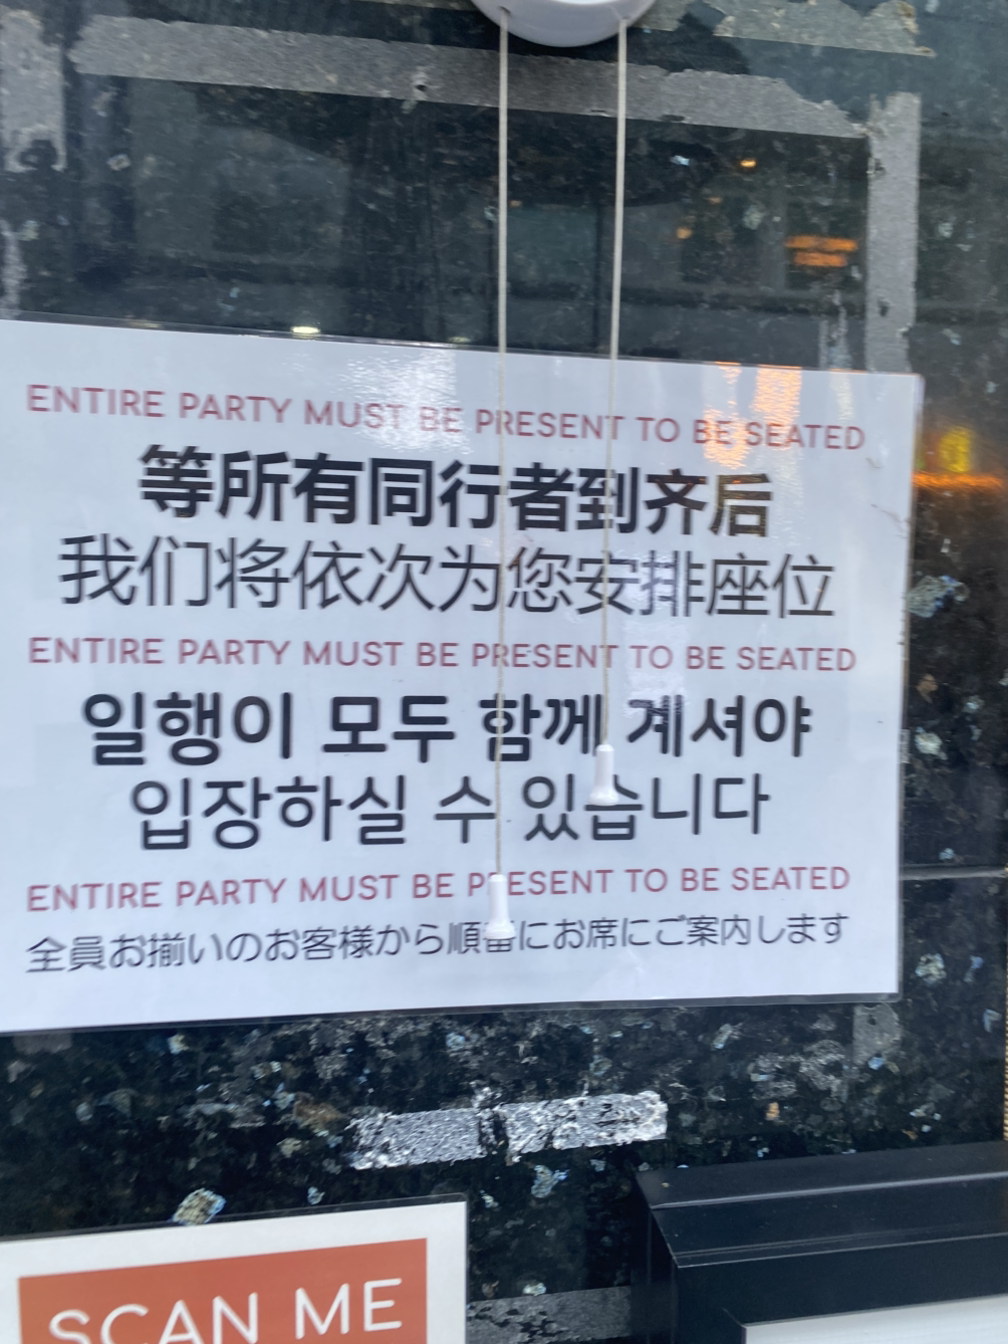 ENTIRE PARTY MUST BE PRESENT TO BE SEATED
等所有同行者到齐后
我们将依次为您安排座位
ENTIRE PARTY MUST BE PRESENT TO BE SEATED
일행이 모두 함께 계셔야
입장하실 수 있습니다
ENTIRE PARTY MUST BE PRESENT TO BE SEATED
全員お揃いのお客様から順番にお席にご案内します
SCAN ME